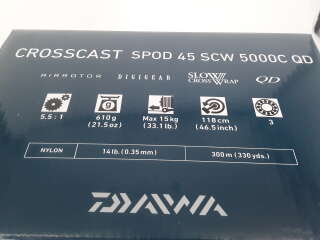 CROSSCAST SPOD 45 SCW 5000C QD
AIRROTOR DIGIGEAR SLOW CROSS WRAP QD
5.5 : 1 610g (21.5oz) Max 15kg (33.1lb.) 118cm (46.5inch) 3
NYLON 14lb.(0.35mm) 300m (330yds.)
DAIWA